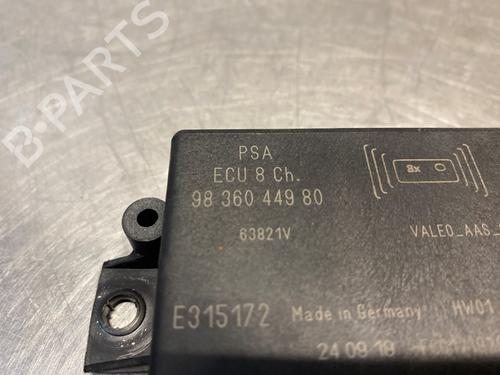 B-PARTS
PSA
ECU 8 Ch.
98 360 449 80
8x
63821V
VALEO_AAS_
E315172 Made in Germany HW01
24 09 19